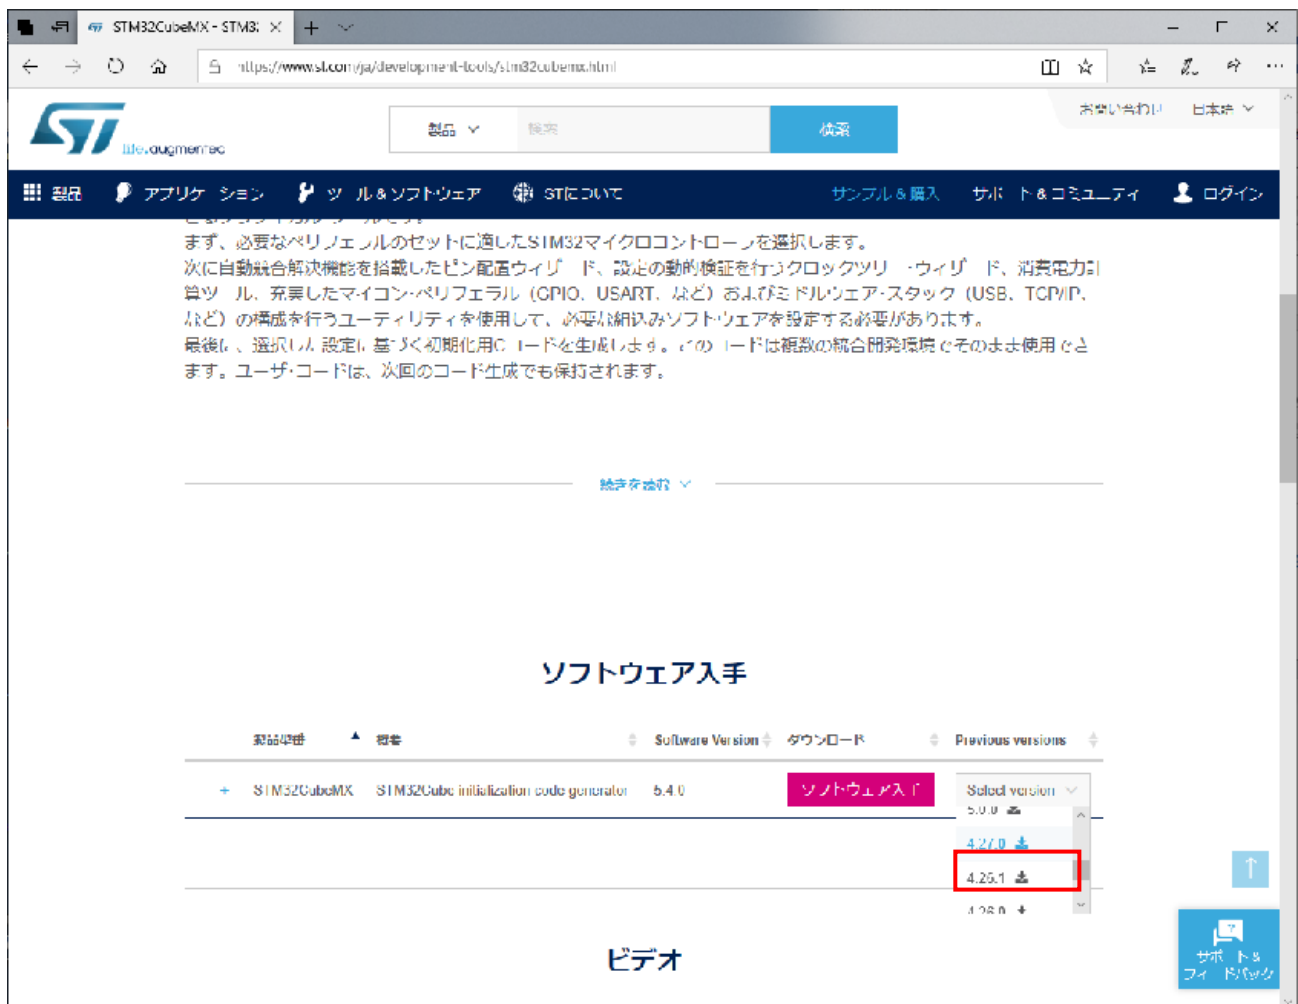 STM32CubeMX - STM3
https://www.st.com/ja/development-tools/stm32cubemx.html
お問い合わせ 日本語
life.augmented
製品 検索 検索
製品 アプリケーション ツール&ソフトウェア STについて サンプル&購入 サポート&コミュニティ ログイン
まず、必要なペリフェラルのセットに適したSTM32マイクロコントローラを選択します。
次に自動競合解決機能を搭載したピン配置ウィザード、設定の動的検証を行うクロックツリー・ウィザード、消費電力計
算ツール、充実したマイコン・ペリフェラル（GPIO、USART、など）およびミドルウェア・スタック（USB、TCP/IP、
など）の構成を行うユーティリティを使用して、必要な組込みソフトウェアを設定する必要があります。
最後に、選択した設定に基づく初期化用Cコードを生成します。このコードは複数の統合開発環境でそのまま使用でき
ます。ユーザ・コードは、次回のコード生成でも保持されます。
続きを読む
ソフトウェア入手
製品型番 概要 Software Version ダウンロード Previous versions
+ STM32CubeMX STM32Cube initialization code generator 5.4.0 ソフトウェア入手 Select version
5.0.0
4.27.0
4.26.1
4.26.0
ビデオ
サポート&
フィードバック